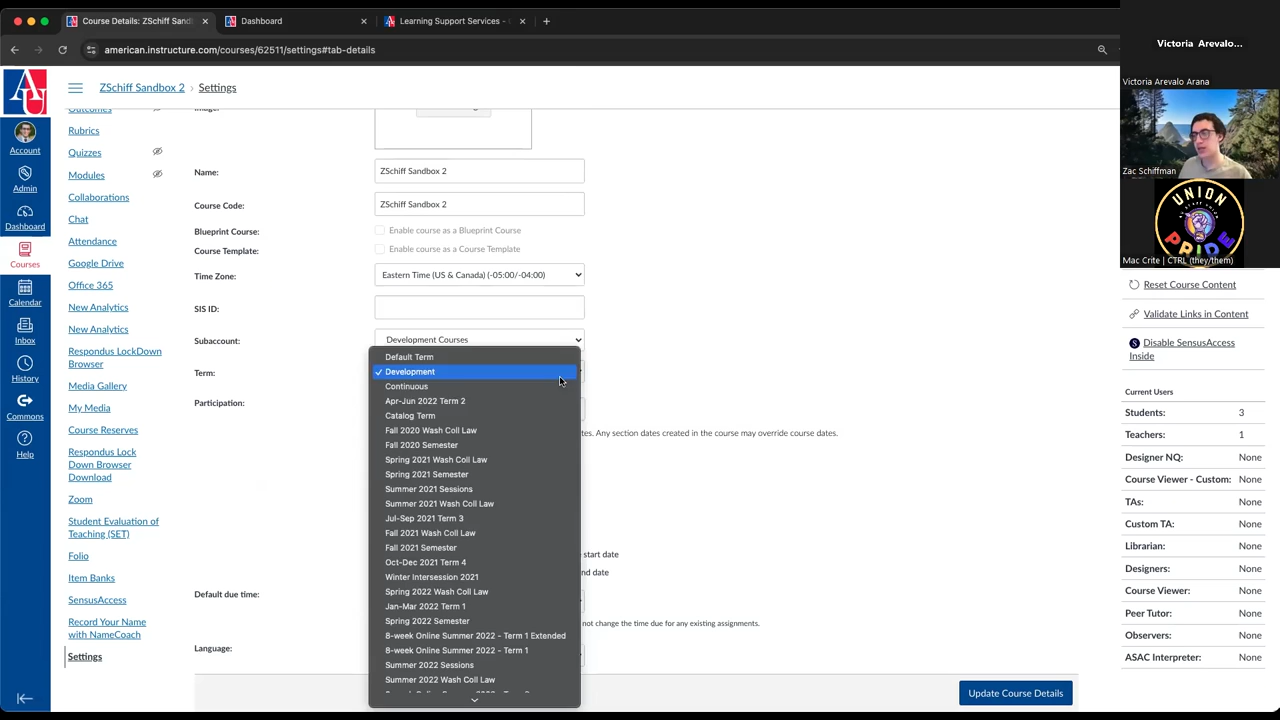 Course Details: ZSchiff Sandbox
Dashboard
Learning Support Services -
american.instructure.com/courses/62511/settings#tab-details
Victoria Arevalo...
Victoria Arevalo Arana
Zac Schiffman
UNION
PRIDE
Mac Crite | CTRL (they/them)
AU
ZSchiff Sandbox 2 › Settings
Account
Admin
Dashboard
Courses
Calendar
Inbox
History
Commons
Help
Outcomes
Rubrics
Quizzes
Modules
Collaborations
Chat
Attendance
Google Drive
Office 365
New Analytics
New Analytics
Respondus LockDown
Browser
Media Gallery
My Media
Course Reserves
Respondus Lock
Down Browser
Download
Zoom
Student Evaluation of
Teaching (SET)
Folio
Item Banks
SensusAccess
Record Your Name
with NameCoach
Settings
Image:
Name:
ZSchiff Sandbox 2
Course Code:
ZSchiff Sandbox 2
Blueprint Course:
Enable course as a Blueprint Course
Course Template:
Enable course as a Course Template
Time Zone:
Eastern Time (US & Canada) (-05:00/-04:00)
SIS ID:
Subaccount:
Development Courses
Term:
Default Term
✓ Development
Continuous
Apr-Jun 2022 Term 2
Catalog Term
Fall 2020 Wash Coll Law
Fall 2020 Semester
Spring 2021 Wash Coll Law
Spring 2021 Semester
Summer 2021 Sessions
Summer 2021 Wash Coll Law
Jul-Sep 2021 Term 3
Fall 2021 Wash Coll Law
Fall 2021 Semester
Oct-Dec 2021 Term 4
Winter Intersession 2021
Spring 2022 Wash Coll Law
Jan-Mar 2022 Term 1
Spring 2022 Semester
8-week Online Summer 2022 - Term 1 Extended
8-week Online Summer 2022 - Term 1
Summer 2022 Sessions
Summer 2022 Wash Coll Law
Participation:
tes. Any section dates created in the course may override course dates.
start date
nd date
Default due time:
not change the time due for any existing assignments.
Language:
Update Course Details
Reset Course Content
Validate Links in Content
Disable SensusAccess
Inside
Current Users
Students: 3
Teachers: 1
Designer NQ: None
Course Viewer - Custom: None
TAs: None
Custom TA: None
Librarian: None
Designers: None
Course Viewer: None
Peer Tutor: None
Observers: None
ASAC Interpreter: None